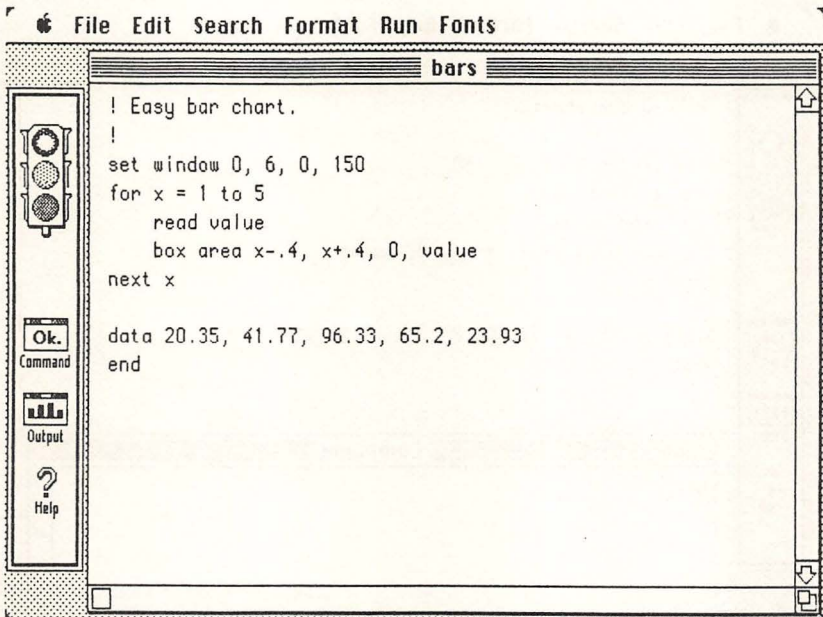 File Edit Search Format Run Fonts
bars
! Easy bar chart.
!
set window 0, 6, 0, 150
for x = 1 to 5
read value
box area x-.4, x+.4, 0, value
next x
data 20.35, 41.77, 96.33, 65.2, 23.93
end
Ok.
Command
Output
?
Help